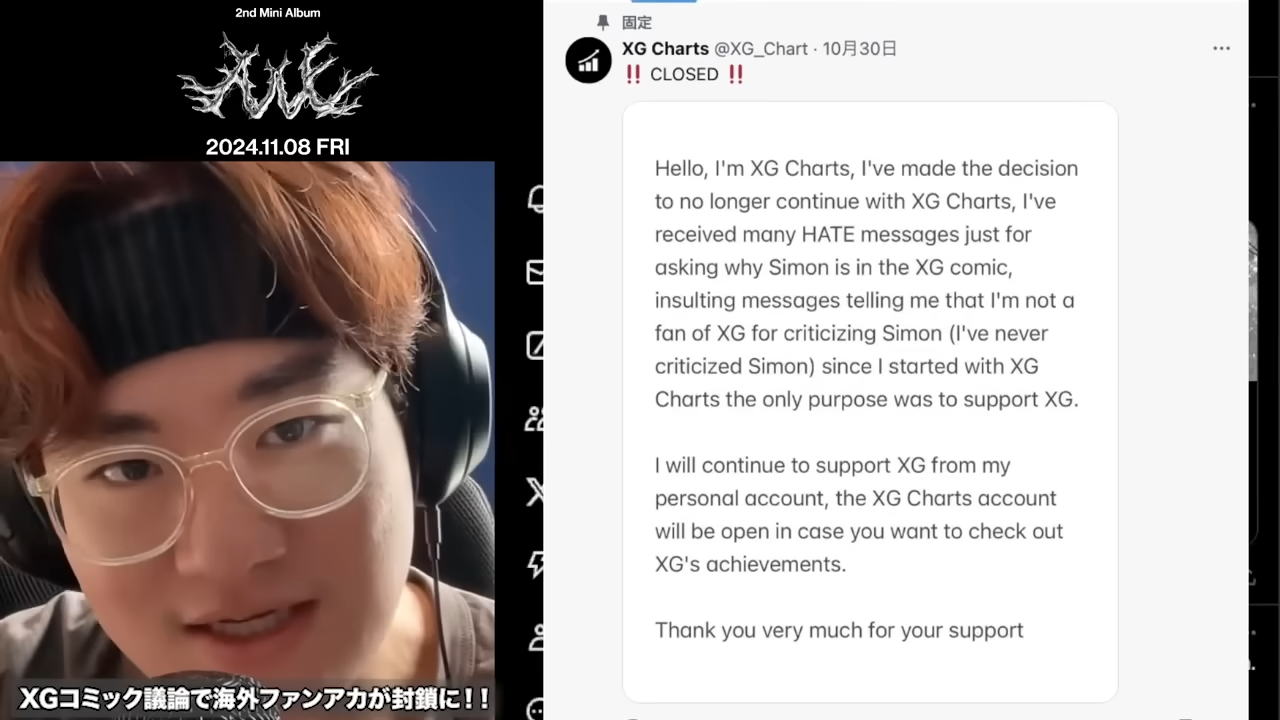 2nd Mini Album
AWE
2024.11.08 FRI
XGコミック議論で海外ファンアカが封鎖に!!
固定
XG Charts @XG_Chart · 10月30日
‼️ CLOSED ‼️
Hello, I'm XG Charts, I've made the decision
to no longer continue with XG Charts, I've
received many HATE messages just for
asking why Simon is in the XG comic,
insulting messages telling me that I'm not a
fan of XG for criticizing Simon (I've never
criticized Simon) since I started with XG
Charts the only purpose was to support XG.
I will continue to support XG from my
personal account, the XG Charts account
will be open in case you want to check out
XG's achievements.
Thank you very much for your support